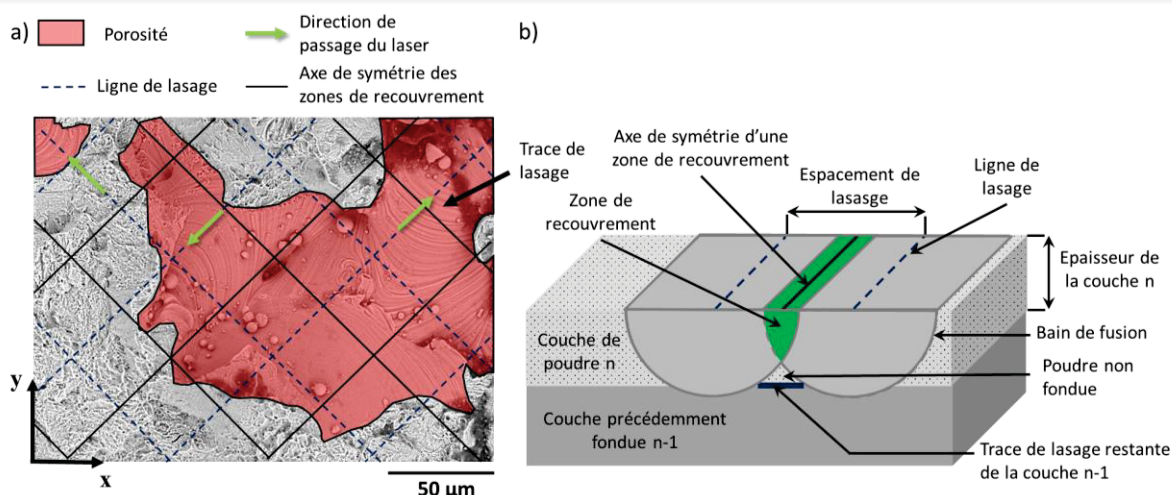 a)
Porosité
Direction de
passage du laser
Ligne de lasage
Axe de symétrie des
zones de recouvrement
Trace de
lasage
y
x
50 µm
b)
Axe de symétrie d'une
zone de recouvrement
Ligne de
lasage
Espacement de
lasasge
Zone de
recouvrement
Epaisseur de
la couche n
Couche de
poudre n
Bain de fusion
Poudre non
fondue
Couche précédemment
fondue n-1
Trace de lasage restante
de la couche n-1